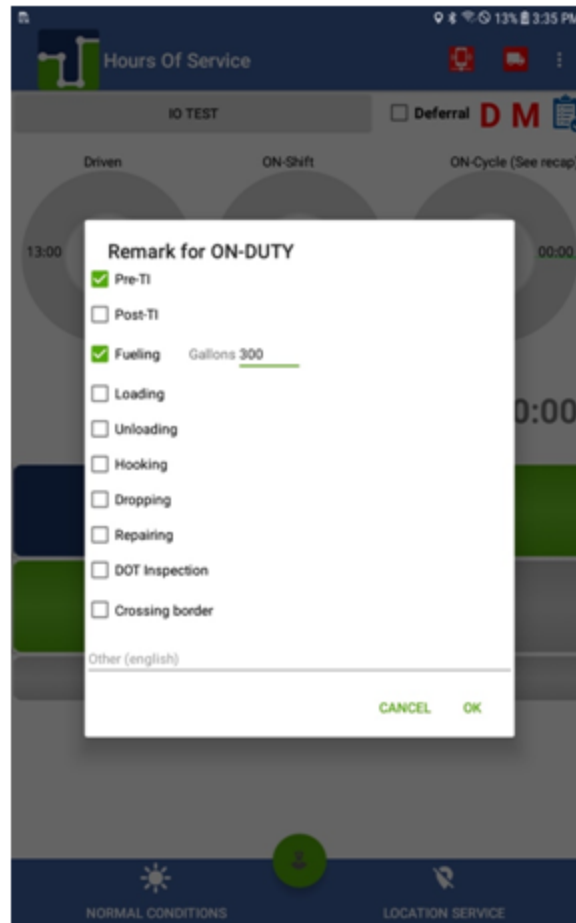 13% 3:35 PM
Hours Of Service
IO TEST
Deferral D M
Driven ON-Shift ON-Cycle (See recap)
13:00 00:00
Remark for ON-DUTY
Pre-TI
Post-TI
Fueling Gallons 300
Loading
0:00
Unloading
Hooking
Dropping
Repairing
DOT Inspection
Crossing border
Other (english)
CANCEL OK
NORMAL CONDITIONS LOCATION SERVICE